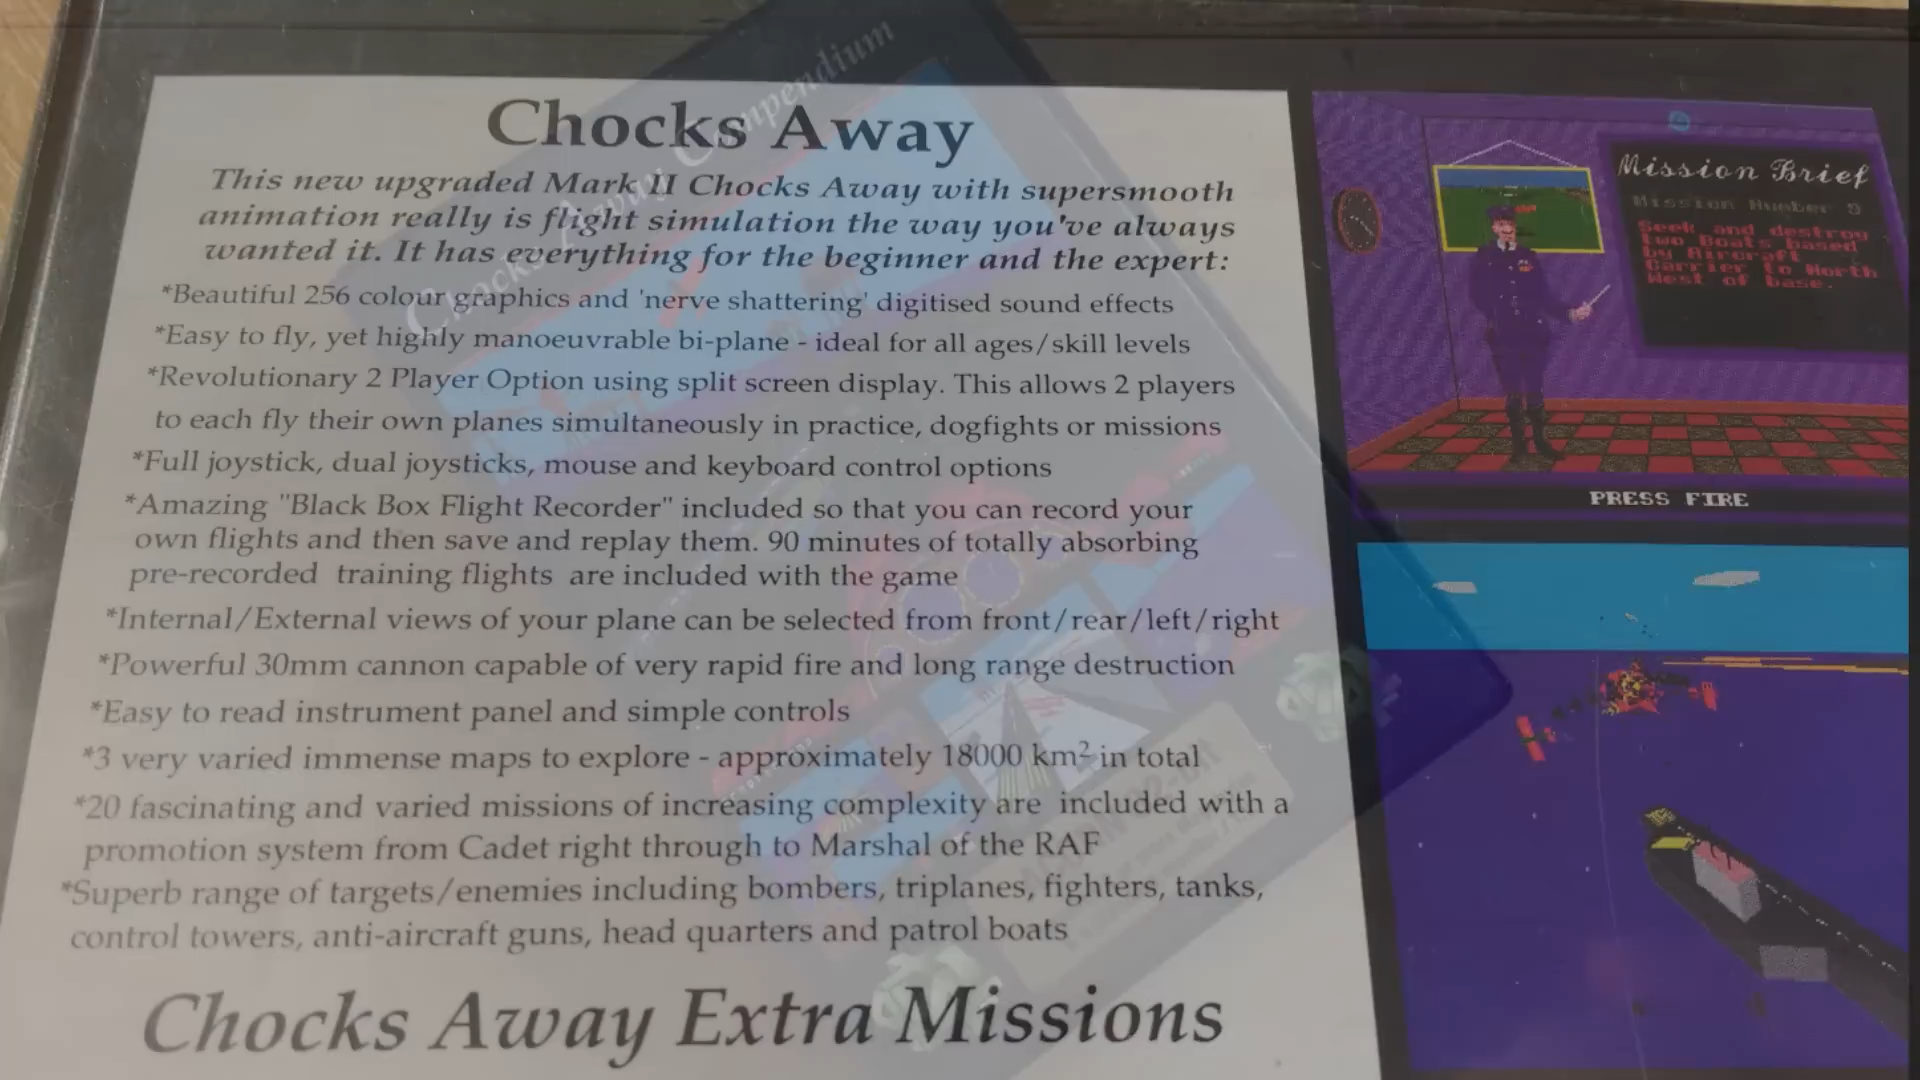 Chocks Away
This new upgraded Mark II Chocks Away with supersmooth
animation really is flight simulation the way you've always
wanted it. It has everything for the beginner and the expert:
*Beautiful 256 colour graphics and 'nerve shattering' digitised sound effects
*Easy to fly, yet highly manoeuvrable bi-plane - ideal for all ages/skill levels
*Revolutionary 2 Player Option using split screen display. This allows 2 players
to each fly their own planes simultaneously in practice, dogfights or missions
*Full joystick, dual joysticks, mouse and keyboard control options
*Amazing "Black Box Flight Recorder" included so that you can record your
own flights and then save and replay them. 90 minutes of totally absorbing
pre-recorded training flights are included with the game
*Internal/External views of your plane can be selected from front/rear/left/right
*Powerful 30mm cannon capable of very rapid fire and long range destruction
*Easy to read instrument panel and simple controls
*3 very varied immense maps to explore - approximately 18000 km² in total
*20 fascinating and varied missions of increasing complexity are included with a
promotion system from Cadet right through to Marshal of the RAF
*Superb range of targets/enemies including bombers, triplanes, fighters, tanks,
control towers, anti-aircraft guns, head quarters and patrol boats
Chocks Away Extra Missions
Chocks Away Compendium
Mission Brief
Mission Number 9
Seek and destroy
two Boats based
by Aircraft
Carrier to North
West of base.
PRESS FIRE